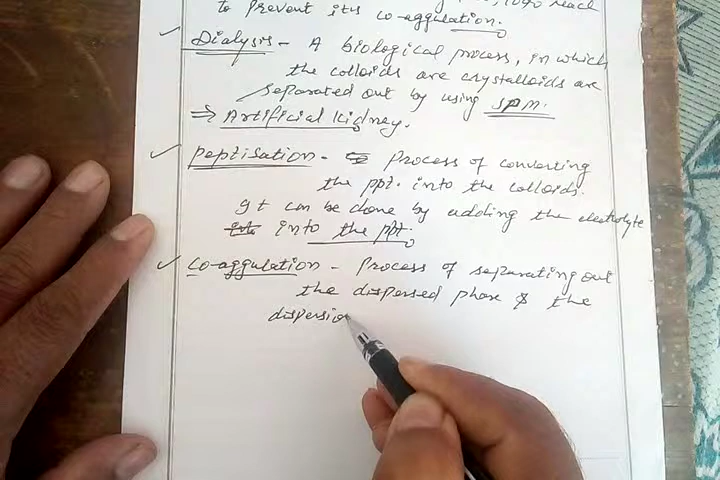 to prevent its co-aggulation.
Dialysis - A biological process, in which
the colloids are crystalloids are
separated out by using SPM.
⇒ Artificial Kidney.
Peptisation - Process of converting
the ppt. into the colloids.
It can be done by adding the electrolyte
into the ppt.
Co-aggulation - Process of separating out
the dispersed phase & the
dispersio